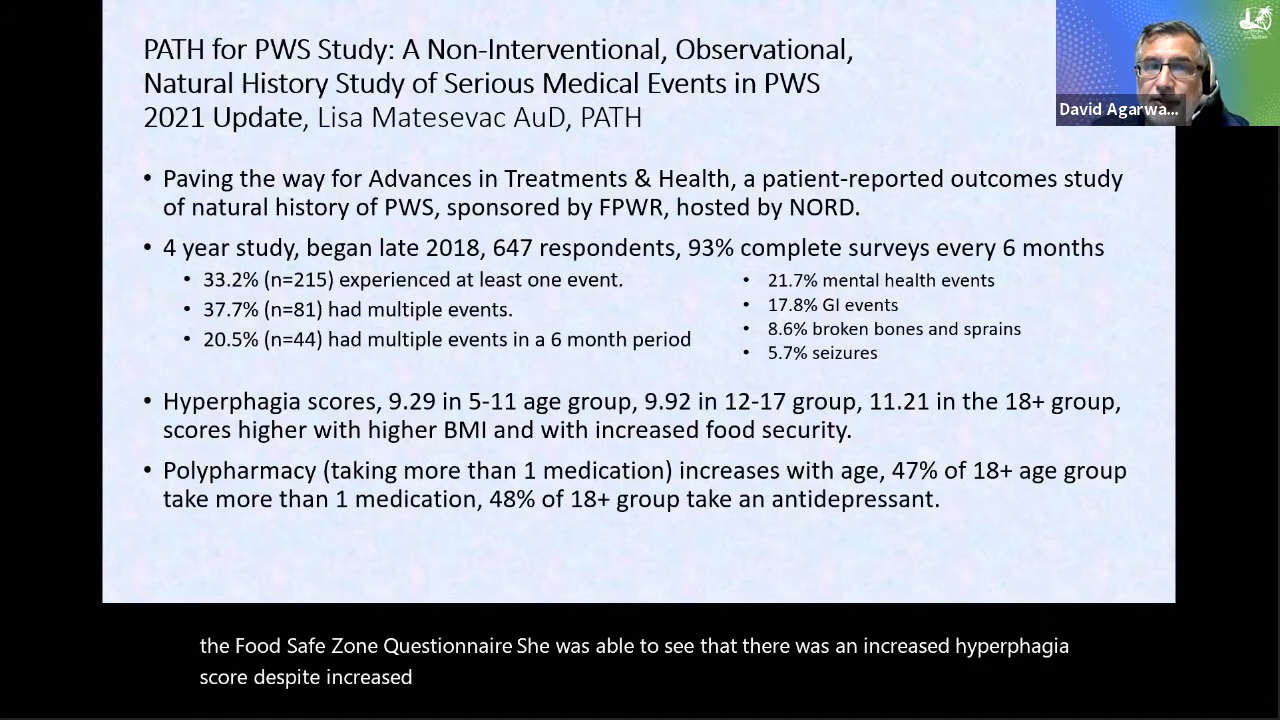 PATH for PWS Study: A Non-Interventional, Observational,
Natural History Study of Serious Medical Events in PWS
2021 Update, Lisa Matesevac AuD, PATH
David Agarwa...
• Paving the way for Advances in Treatments & Health, a patient-reported outcomes study
of natural history of PWS, sponsored by FPWR, hosted by NORD.
• 4 year study, began late 2018, 647 respondents, 93% complete surveys every 6 months
• 33.2% (n=215) experienced at least one event.
• 37.7% (n=81) had multiple events.
• 20.5% (n=44) had multiple events in a 6 month period
• 21.7% mental health events
• 17.8% GI events
• 8.6% broken bones and sprains
• 5.7% seizures
• Hyperphagia scores, 9.29 in 5-11 age group, 9.92 in 12-17 group, 11.21 in the 18+ group,
scores higher with higher BMI and with increased food security.
• Polypharmacy (taking more than 1 medication) increases with age, 47% of 18+ age group
take more than 1 medication, 48% of 18+ group take an antidepressant.
the Food Safe Zone Questionnaire She was able to see that there was an increased hyperphagia
score despite increased